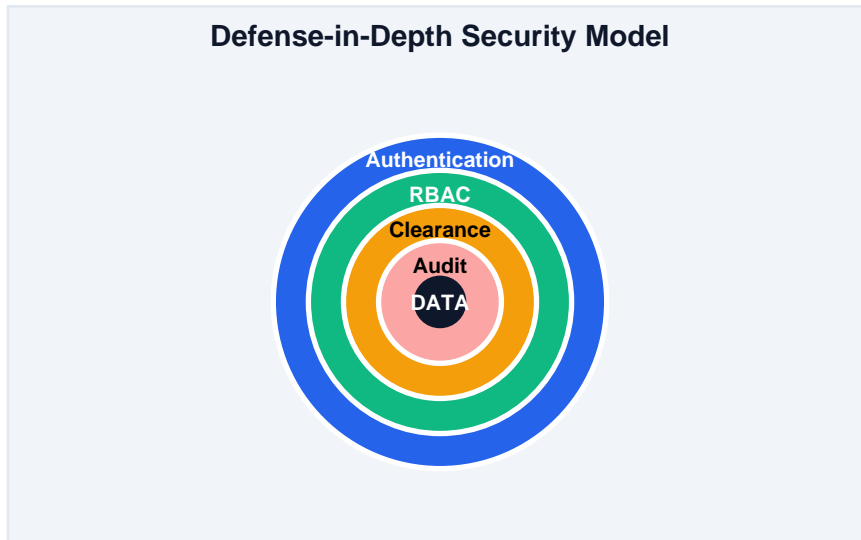 Defense-in-Depth Security Model
Authentication
RBAC
Clearance
Audit
DATA